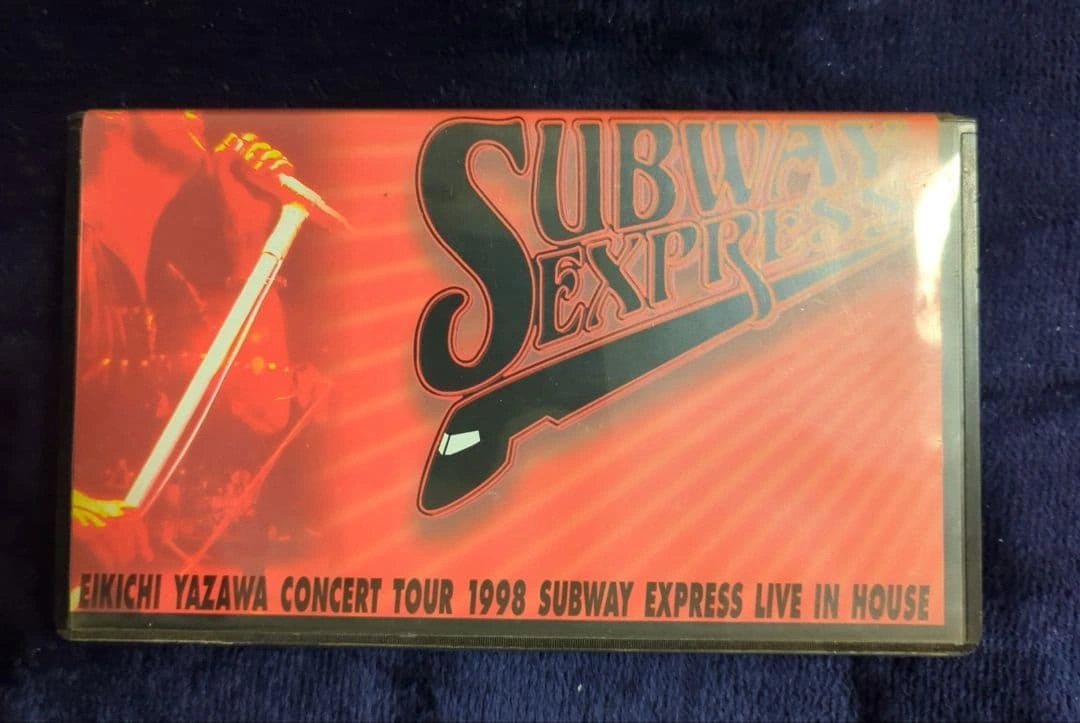 SUBWAY
EXPRESS
EIKICHI YAZAWA CONCERT TOUR 1998 SUBWAY EXPRESS LIVE IN HOUSE